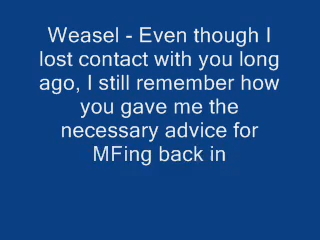 Weasel - Even though I
lost contact with you long
ago, I still remember how
you gave me the
necessary advice for
MFing back in